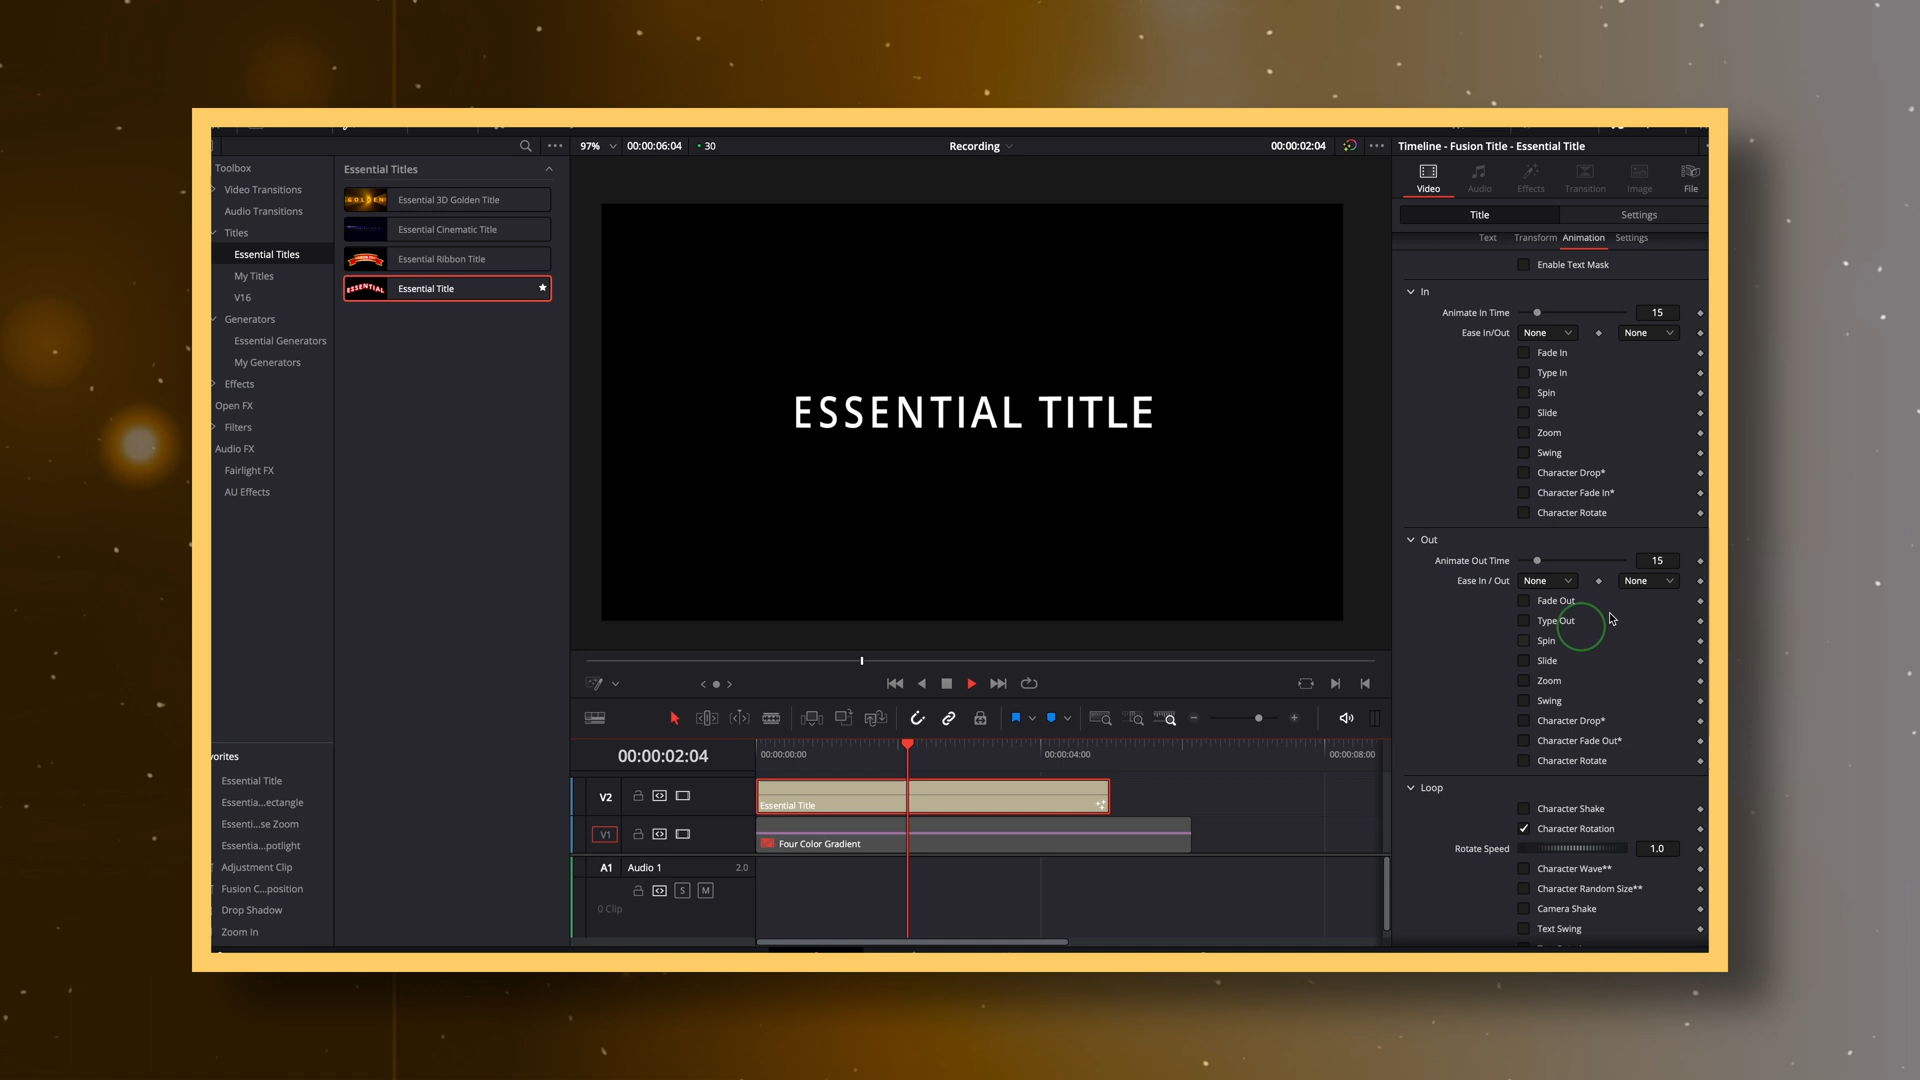 97%
00:00:06:04
30
Recording
00:00:02:04
Timeline - Fusion Title - Essential Title
Toolbox
Video Transitions
Audio Transitions
Titles
Essential Titles
My Titles
V16
Generators
Essential Generators
My Generators
Effects
Open FX
Filters
Audio FX
Fairlight FX
AU Effects
Essential Titles
GOLDEN
Essential 3D Golden Title
Essential Cinematic Title
Essential Ribbon Title
ESSENTIAL
Essential Title
ESSENTIAL TITLE
Video
Audio
Effects
Transition
Image
File
Title
Settings
Text
Transform
Animation
Settings
Enable Text Mask
In
Animate In Time
15
Ease In/Out
None
None
Fade In
Type In
Spin
Slide
Zoom
Swing
Character Drop*
Character Fade In*
Character Rotate
Out
Animate Out Time
15
Ease In / Out
None
None
Fade Out
Type Out
Spin
Slide
Zoom
Swing
Character Drop*
Character Fade Out*
Character Rotate
Loop
Character Shake
Character Rotation
Rotate Speed
1.0
Character Wave**
Character Random Size**
Camera Shake
Text Swing
vorites
Essential Title
Essentia...ectangle
Essenti...se Zoom
Essentia...potlight
Adjustment Clip
Fusion C...position
Drop Shadow
Zoom In
00:00:02:04
00:00:00:00
00:00:04:00
00:00:08:00
V2
Essential Title
V1
Four Color Gradient
A1
Audio 1
2.0
S
M
0 Clip